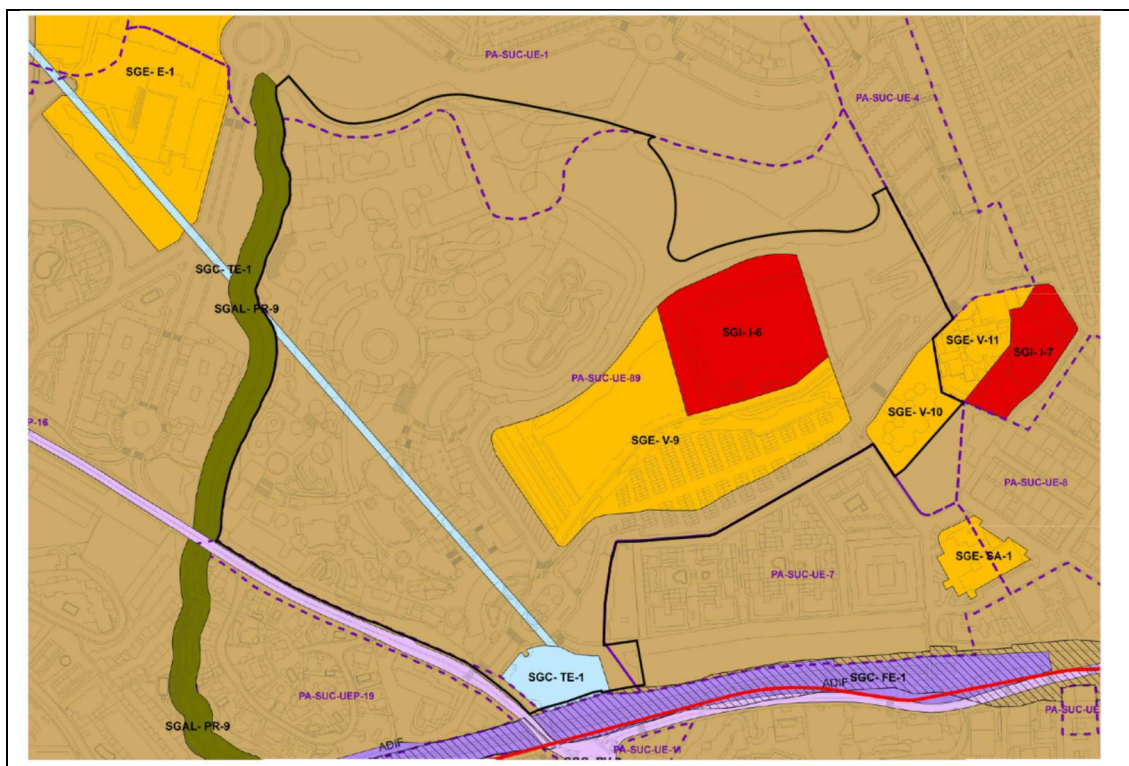 PA-SUC-UE-1
SGE- E-1
PA-SUC-UE-4
SGC- TE-1
SGAL- PR-9
SGI- I-6
SGE- V-11
SGI- I-7
PA-SUC-UE-89
SGE- V-10
P-16
SGE- V-9
PA-SUC-UE-8
SGE- SA-1
PA-SUC-UE-7
SGC- TE-1
SGC- FE-1
ADIF
PA-SUC-UEP-19
PA-SUC-UE
SGAL- PR-9
ADIF